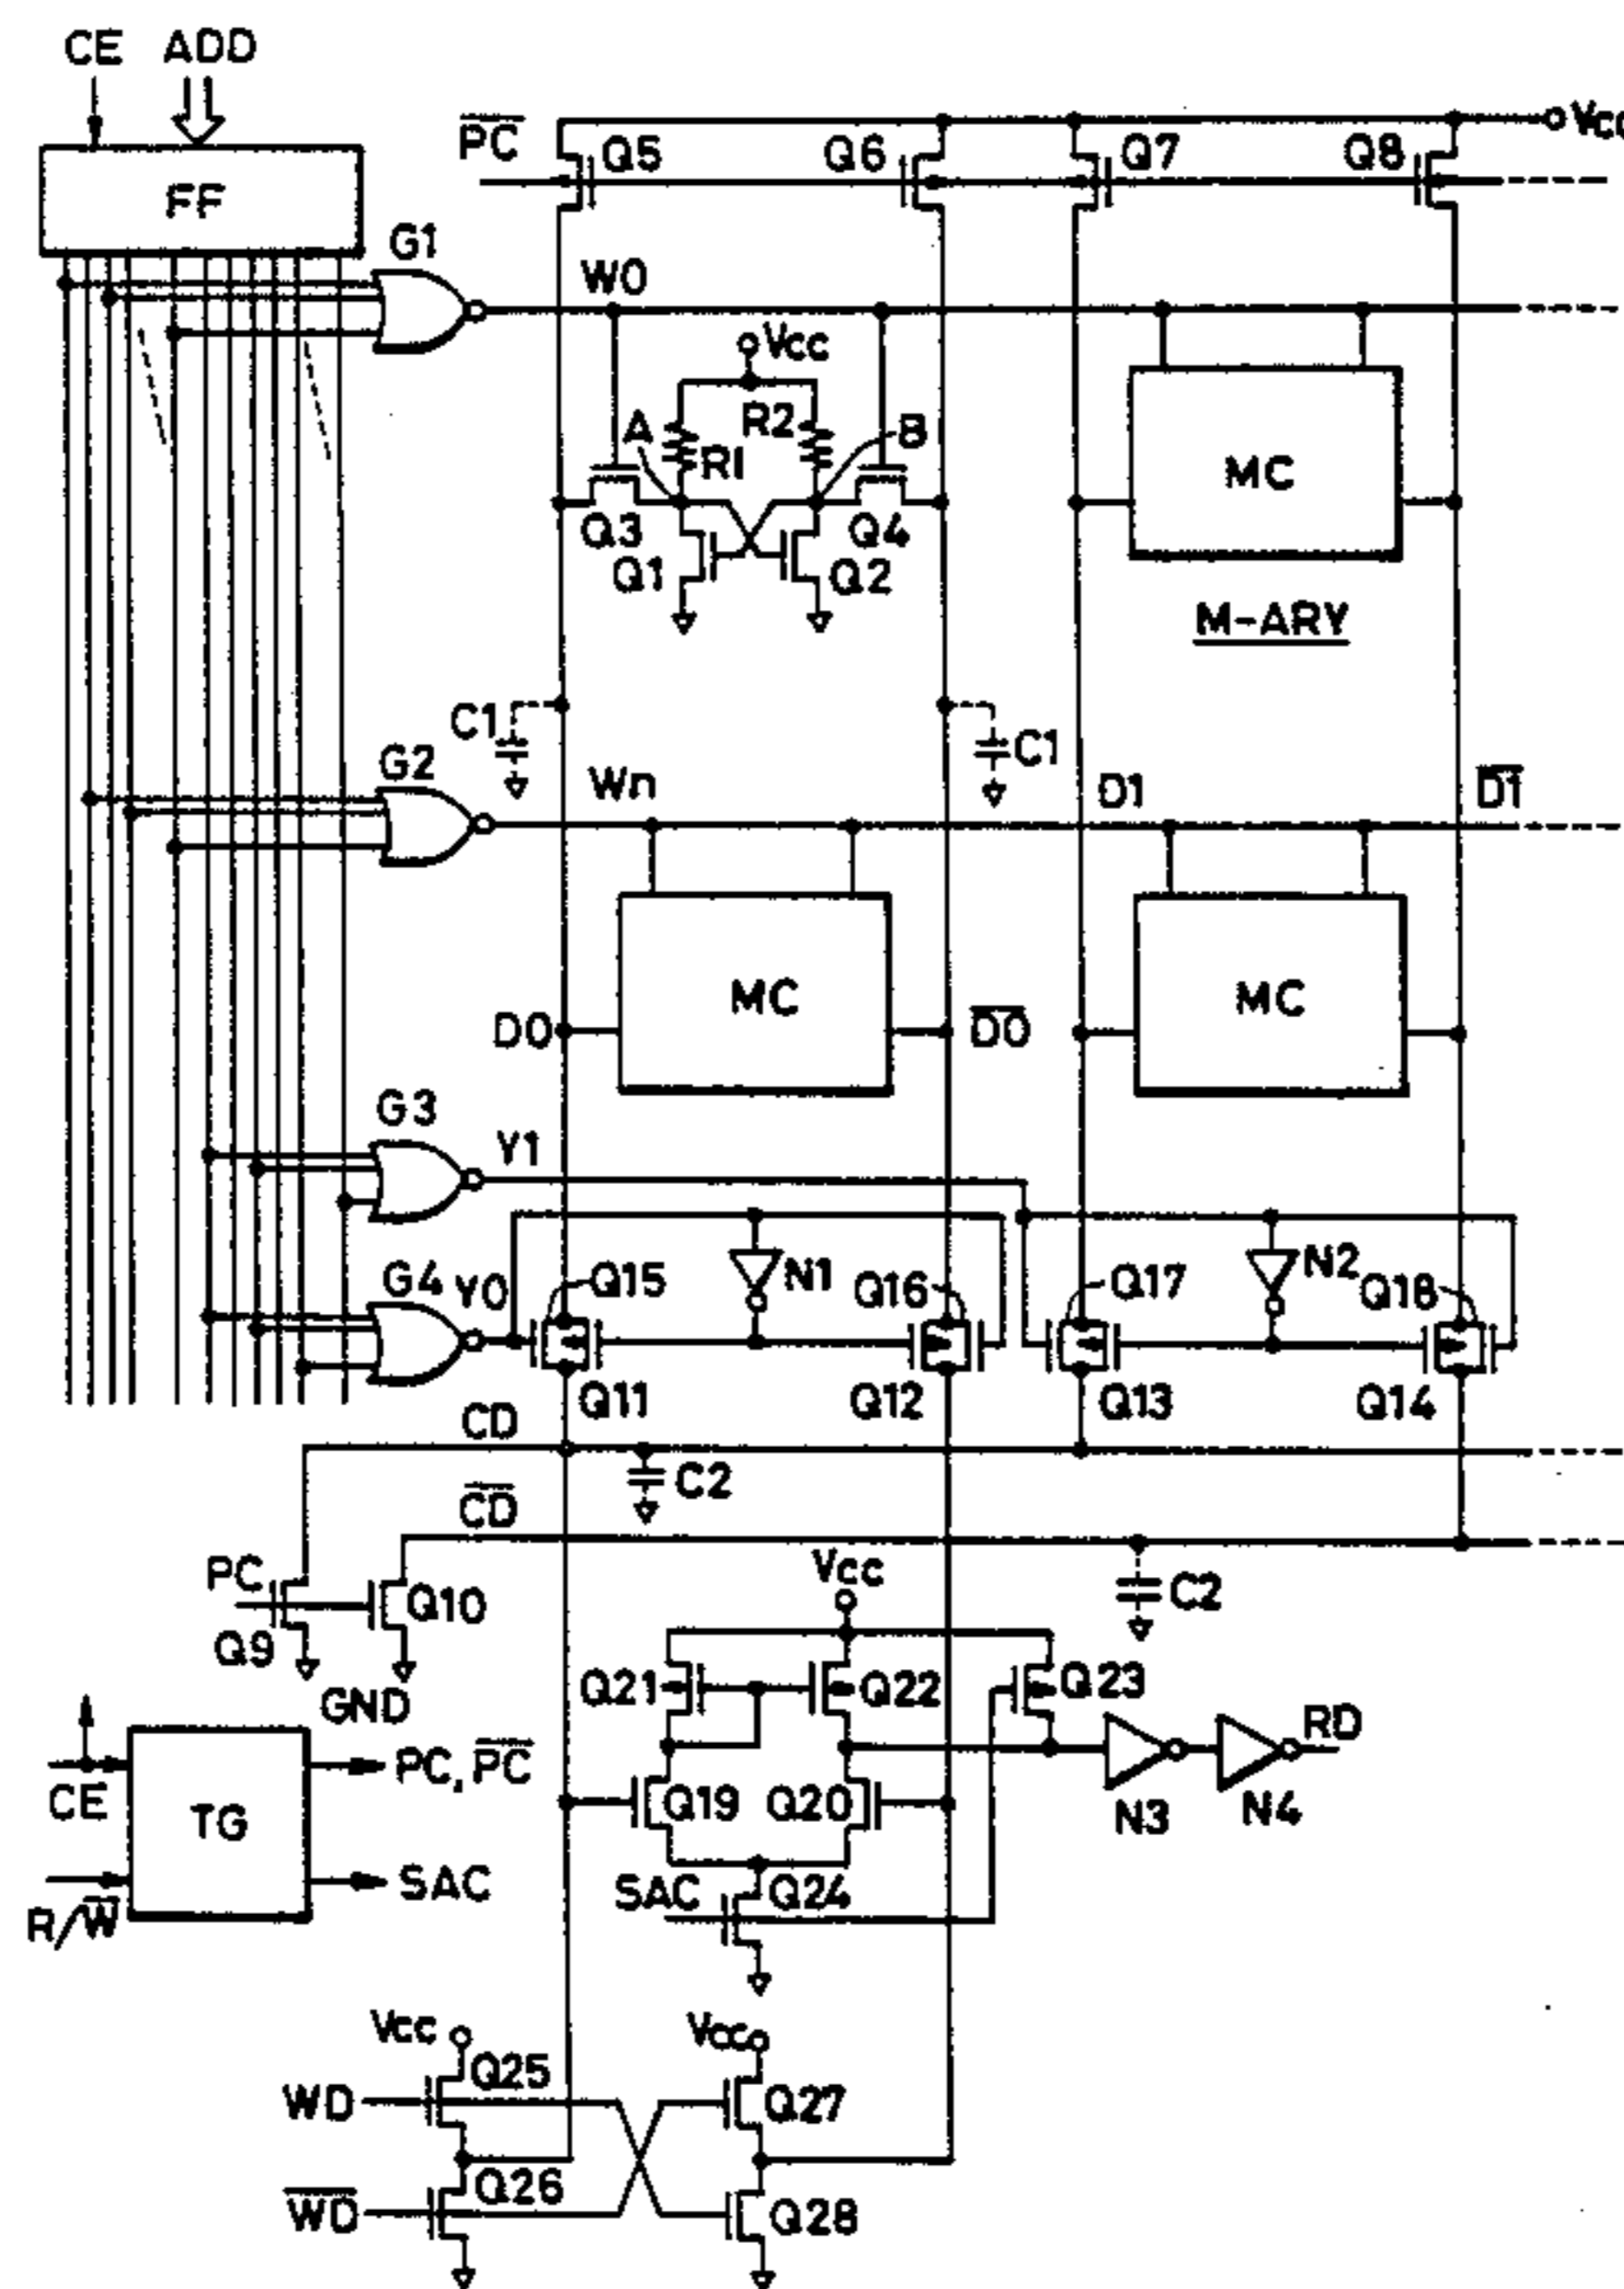 CE ADD
P̅C̅ Q5 Q6 Q7 Q8 Vcc
FF
G1
W0
Vcc
A R1 R2 B
MC
Q3 Q4
Q1 Q2
M-ARY
C1 C1
G2 Wn D1 D̅1̅
MC MC
D0 D̅0̅
G3 Y1
G4 Y0 Q15 N1 Q16 Q17 N2 Q18
Q11 Q12 Q13 Q14
CD
C2
C̅D̅
PC Q10 Vcc C2
Q9
Q21 Q22 Q23
GND RD
CE PC, P̅C̅
TG Q19 Q20 N3 N4
SAC SAC Q24
R/W̅
Vcc Vcc
Q25
WD Q27
Q26
W̅D̅ Q28